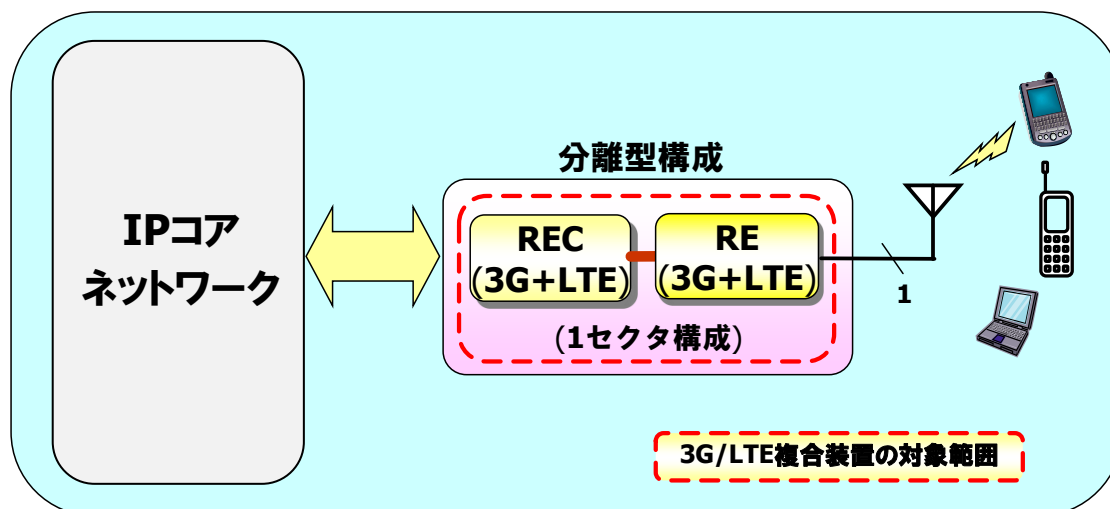 分離型構成
IPコア
ネットワーク
REC
(3G+LTE)
RE
(3G+LTE)
(1セクタ構成)
1
3G/LTE複合装置の対象範囲